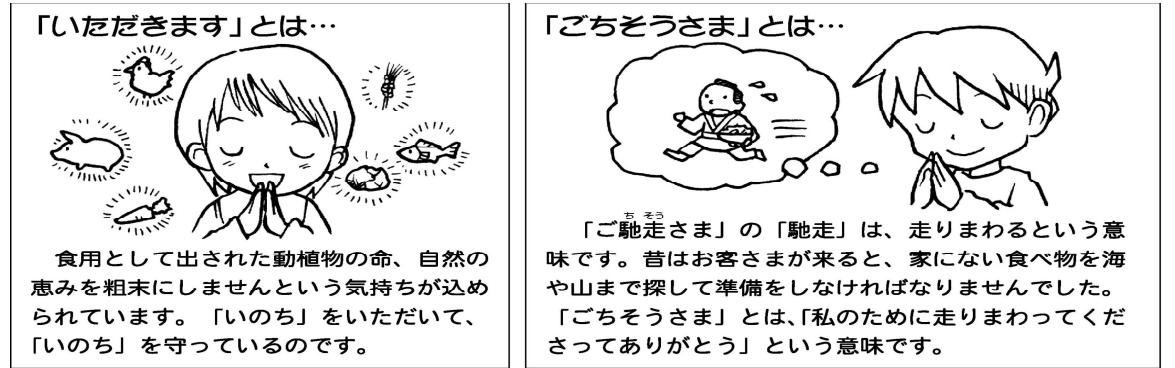 「いただきます」とは…
食用として出された動植物の命、自然の
恵みを粗末にしませんという気持ちが込め
られています。「いのち」をいただいて、
「いのち」を守っているのです。
「ごちそうさま」とは…
ち そう
「ご馳走さま」の「馳走」は、走りまわるという意
味です。昔はお客さまが来ると、家にない食べ物を海
や山まで探して準備をしなければなりませんでした。
「ごちそうさま」とは、「私のために走りまわってくだ
さってありがとう」という意味です。